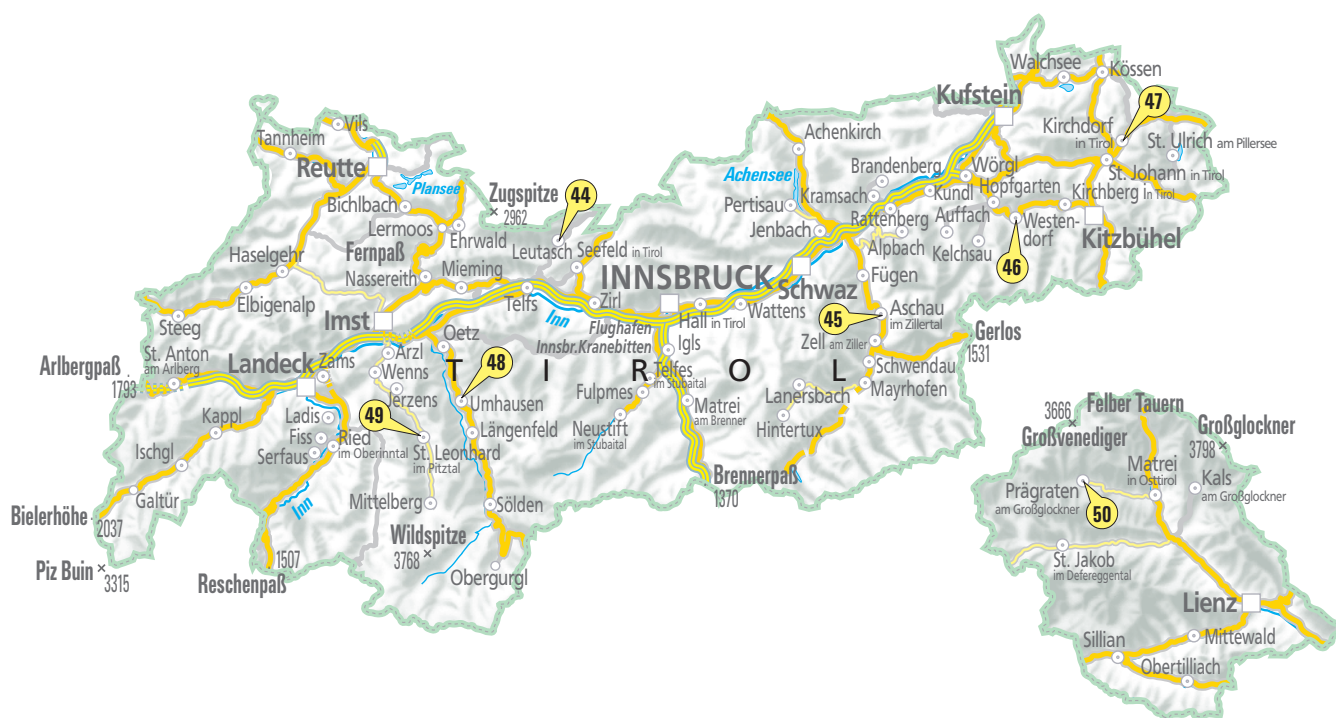 Walchsee
Kössen
Kufstein
47
Vils
Tannheim
Achenkirch
Kirchdorf
in Tirol
St. Ulrich am Pillersee
Reutte
Brandenberg
Wörgl
Achensee
St. Johann in Tirol
Plansee
Zugspitze
2962
44
Kramsach
Hopfgarten
Kirchberg in Tirol
Bichlbach
Pertisau
Rattenberg
Kundl
Auffach
Westen-
dorf
Lermoos
Ehrwald
Leutasch
Seefeld in Tirol
Jenbach
Alpbach
Kelchsau
Kitzbühel
Fernpaß
Haselgehr
46
Nassereith
Mieming
INNSBRUCK
Schwaz
Fügen
Elbigenalp
Telfs
Zirl
Wattens
Steeg
Imst
Inn
Hall in Tirol
45
Aschau
im Zillertal
Flughafen
Innsbr.Kranebitten
Oetz
Igls
Zell am Ziller
Gerlos
1531
Arlbergpaß
1793
St. Anton
am Arlberg
Landeck
Zams
Arzl
Wenns
T I R O L
Telfes
im Stubaital
Schwendau
48
Fulpmes
Lanersbach
Mayrhofen
Jerzens
Umhausen
Matrei
am Brenner
Kappl
Ladis
49
Neustift
im Stubaital
Hintertux
3666
Felber Tauern
Großvenediger
Großglockner
3798
Fiss
Ried
im Oberinntal
Längenfeld
St. Leonhard
im Pitztal
Serfaus
Ischgl
Brennerpaß
1370
Matrei
in Osttirol
Kals
am Großglockner
Galtür
Inn
Mittelberg
Sölden
Prägraten
am Großglockner
50
Bielerhöhe
2037
Wildspitze
3768
1507
Reschenpaß
Piz Buin
3315
Obergurgl
St. Jakob
im Defereggental
Lienz
Sillian
Mittewald
Obertilliach